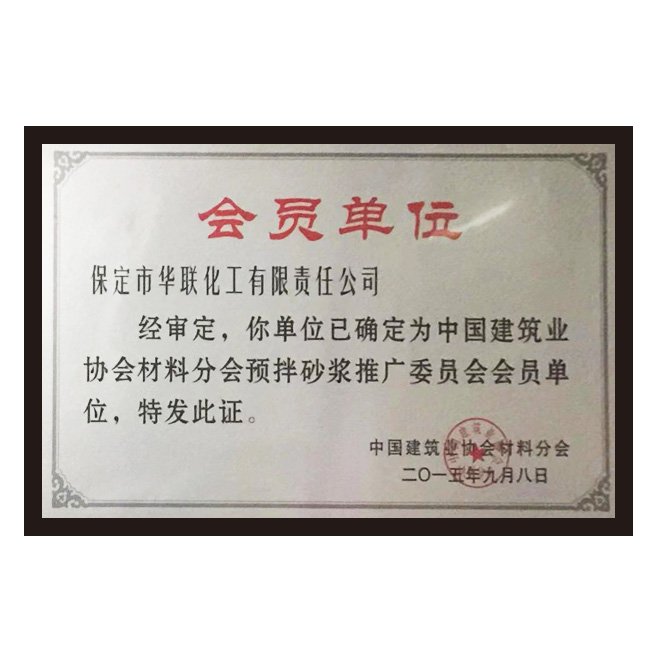 会员单位
保定市华联化工有限责任公司
经审定，你单位已确定为中国建筑业
协会材料分会预拌砂浆推广委员会会员单
位，特发此证。
中国建筑业协会材料分会
二〇一五年九月八日